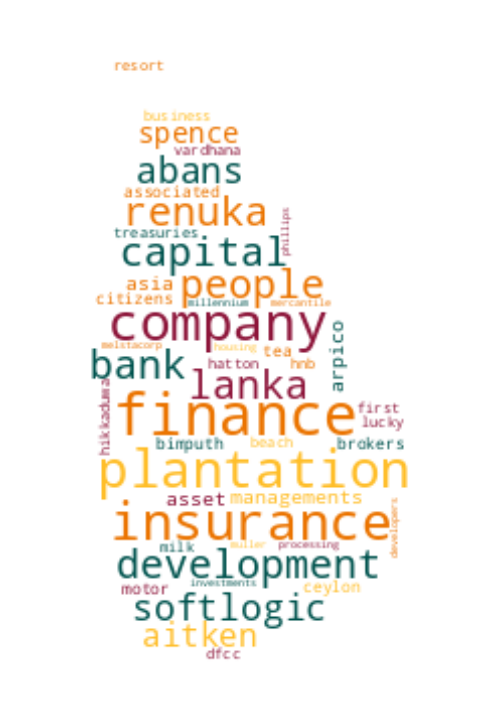 resort
business
spence
vardhana
abans
associated
renuka
phillips
treasuries
capital
asia
people
citizens
millennium
mercantile
company
melstacorp
housing
tea
arpico
bank
hatton
hnb
lanka
hikkaduwa
finance
first
lucky
bimputh
beach
brokers
plantation
asset
managements
insurance
developers
milk
muller
processing
development
investments
motor
ceylon
softlogic
aitken
dfcc